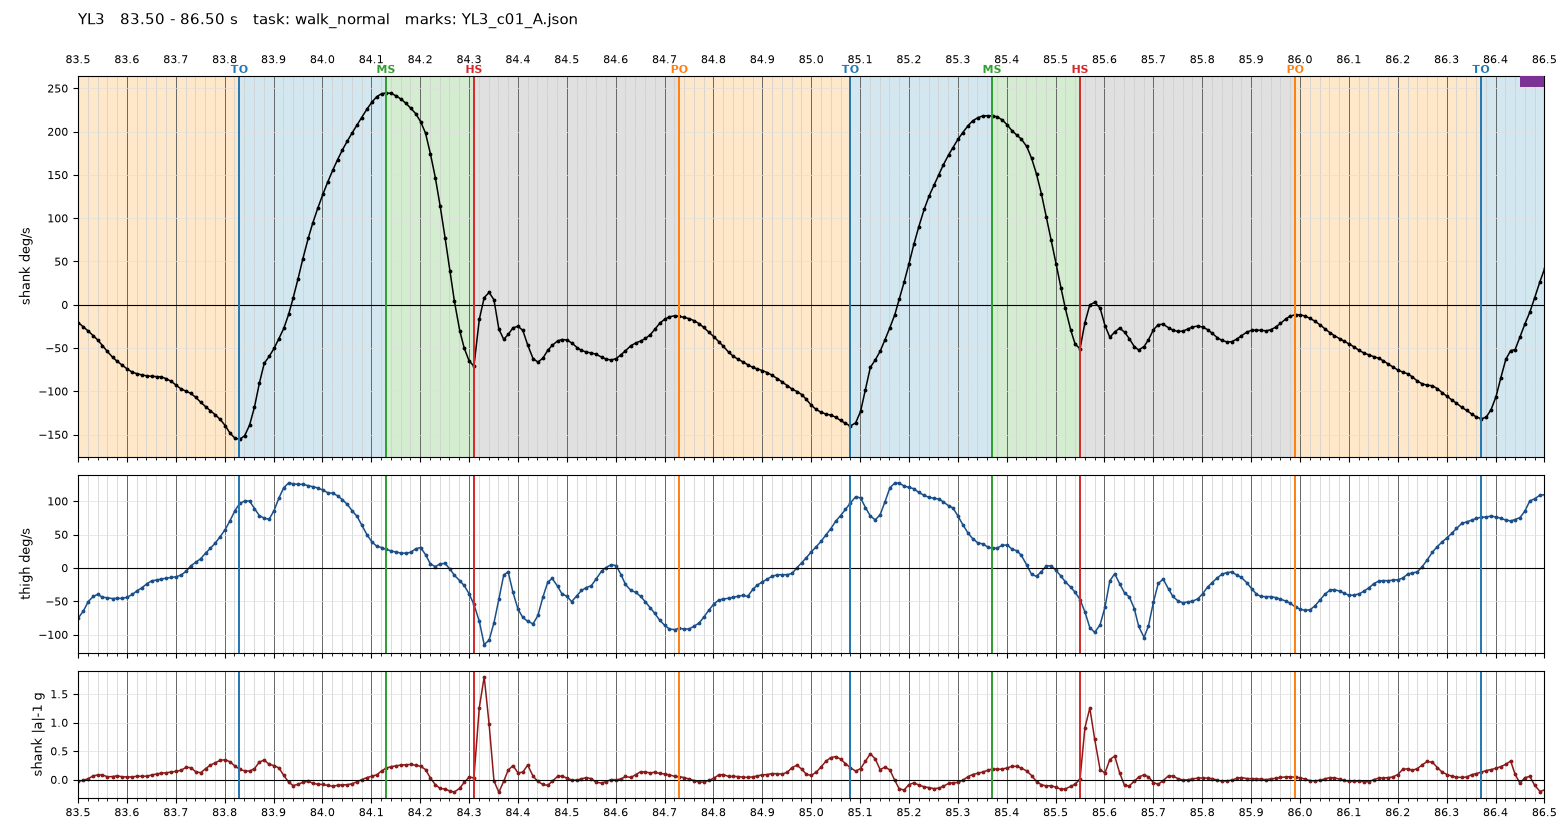 YL3 83.50 - 86.50 s task: walk_normal marks: YL3_c01_A.json
83.5 83.6 83.7 83.8 83.9 84.0 84.1 84.2 84.3 84.4 84.5 84.6 84.7 84.8 84.9 85.0 85.1 85.2 85.3 85.4 85.5 85.6 85.7 85.8 85.9 86.0 86.1 86.2 86.3 86.4 86.5
TO MS HS PO TO MS HS PO TO
250
200
150
100
50
0
−50
−100
−150
shank deg/s
100
50
0
−50
−100
thigh deg/s
1.5
1.0
0.5
0.0
shank |a|-1 g
83.5 83.6 83.7 83.8 83.9 84.0 84.1 84.2 84.3 84.4 84.5 84.6 84.7 84.8 84.9 85.0 85.1 85.2 85.3 85.4 85.5 85.6 85.7 85.8 85.9 86.0 86.1 86.2 86.3 86.4 86.5